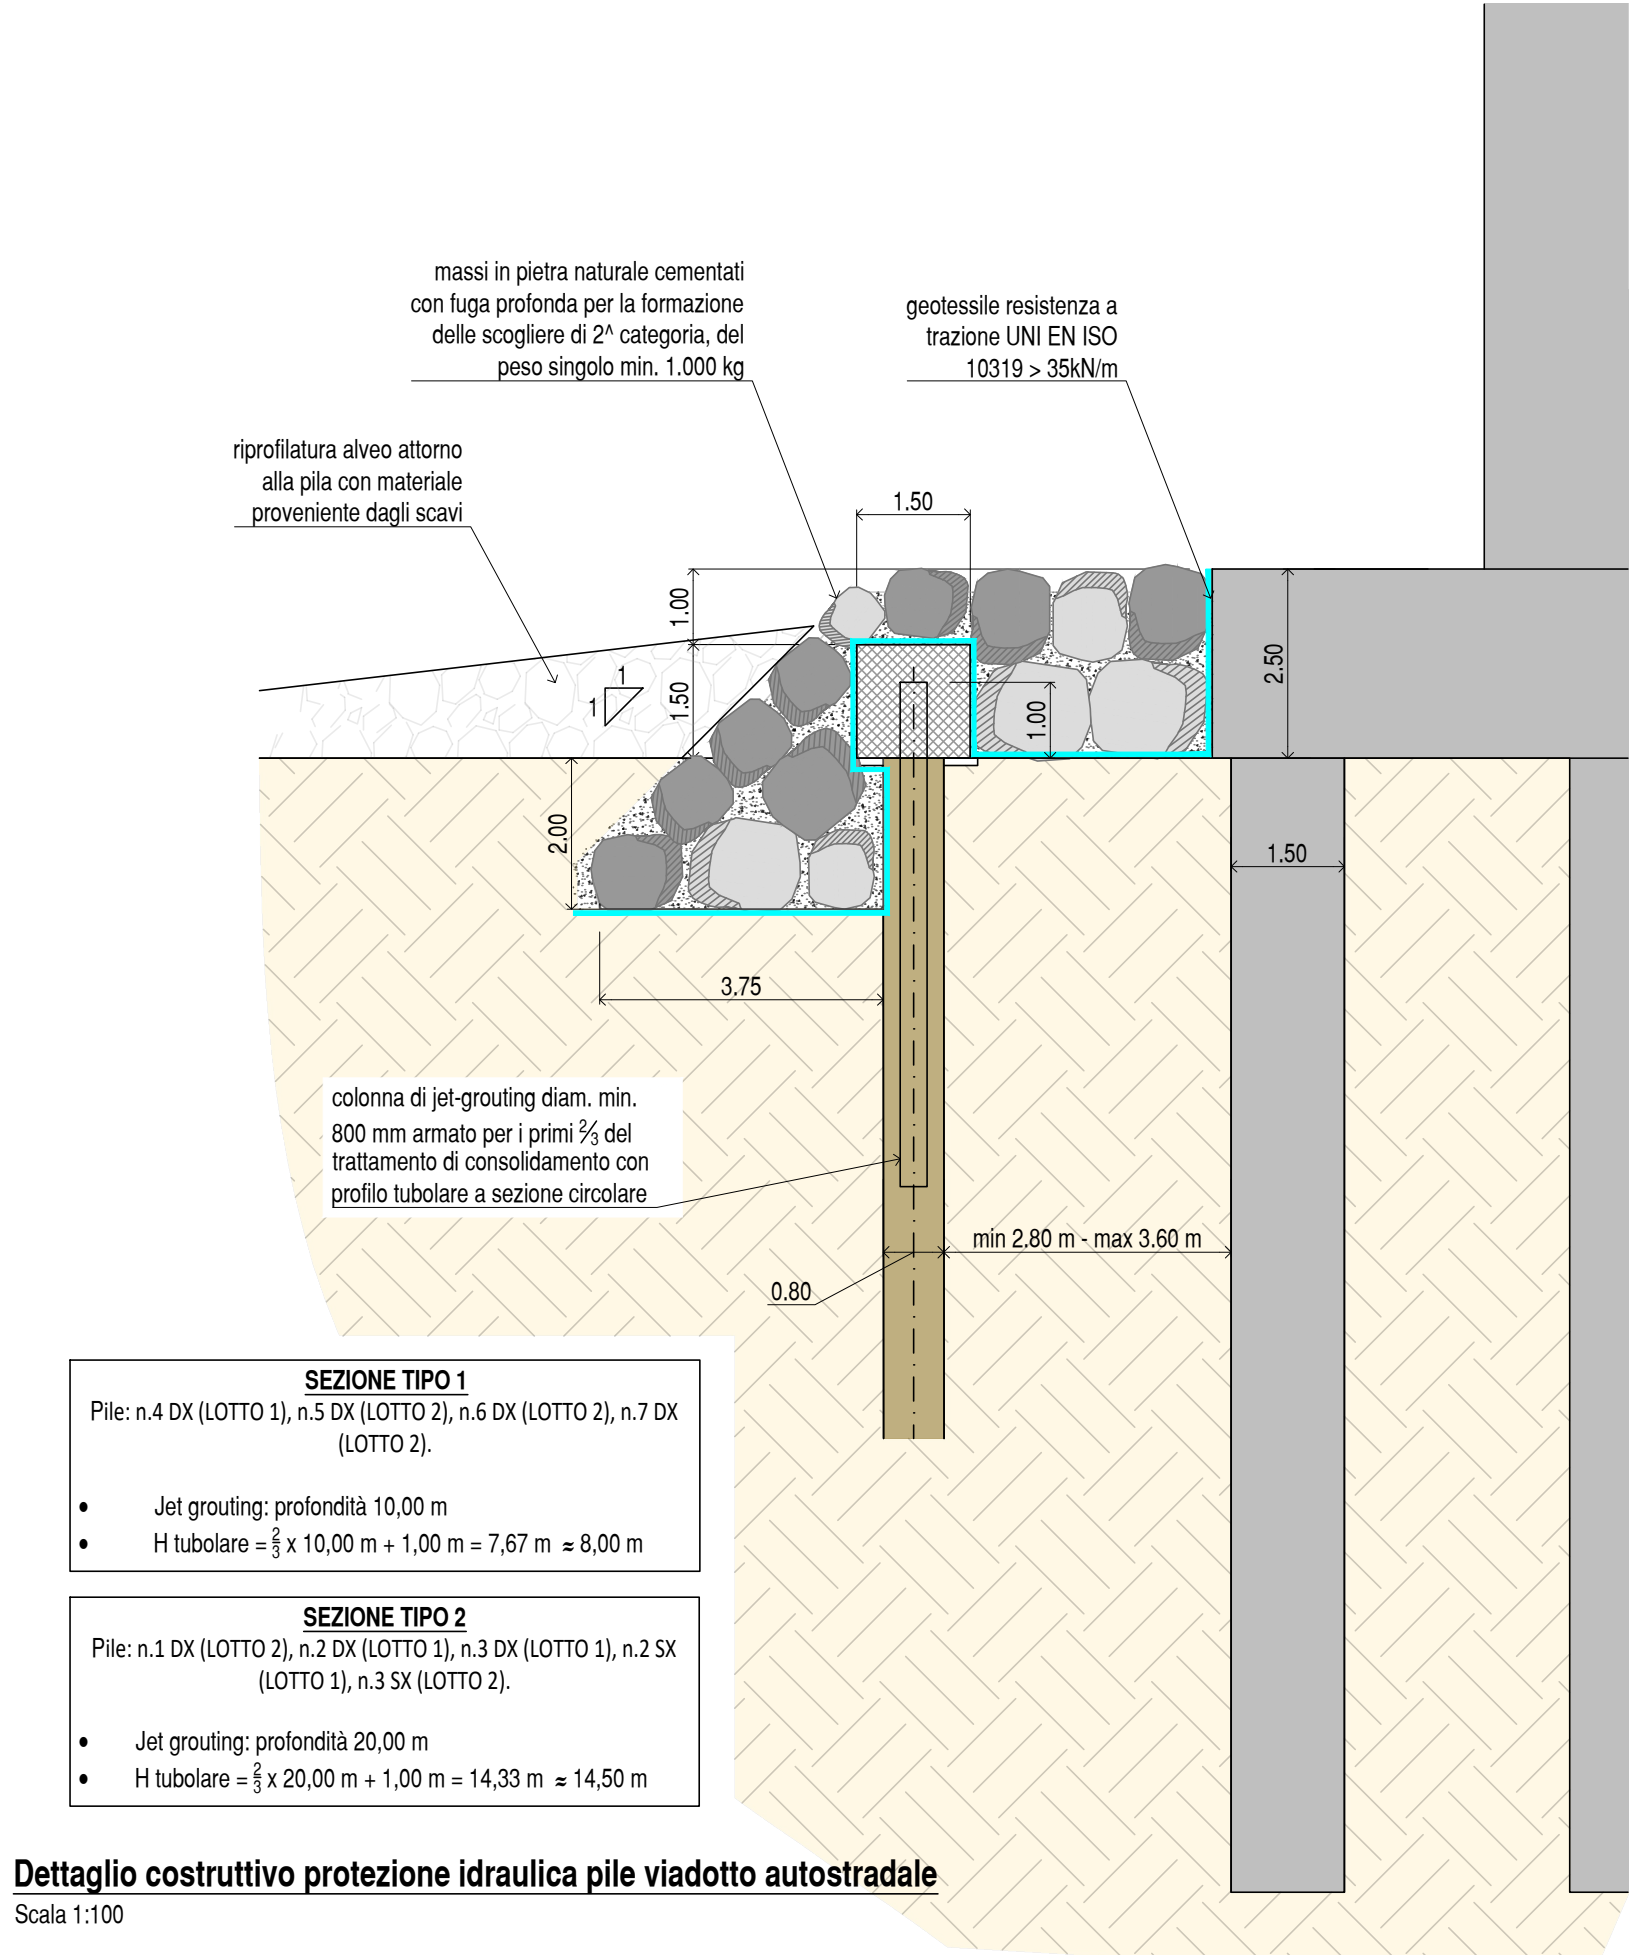 massi in pietra naturale cementati
con fuga profonda per la formazione
delle scogliere di 2^ categoria, del
peso singolo min. 1.000 kg
geotessile resistenza a
trazione UNI EN ISO
10319 > 35kN/m
riprofilatura alveo attorno
alla pila con materiale
proveniente dagli scavi
1.50
1.00
1
1
1.50
1.00
2.50
2.00
1.50
3.75
colonna di jet-grouting diam. min.
800 mm armato per i primi ⅔ del
trattamento di consolidamento con
profilo tubolare a sezione circolare
min 2.80 m - max 3.60 m
0.80
SEZIONE TIPO 1
Pile: n.4 DX (LOTTO 1), n.5 DX (LOTTO 2), n.6 DX (LOTTO 2), n.7 DX
(LOTTO 2).
• Jet grouting: profondità 10,00 m
• H tubolare = 2/3 x 10,00 m + 1,00 m = 7,67 m ≈ 8,00 m
SEZIONE TIPO 2
Pile: n.1 DX (LOTTO 2), n.2 DX (LOTTO 1), n.3 DX (LOTTO 1), n.2 SX
(LOTTO 1), n.3 SX (LOTTO 2).
• Jet grouting: profondità 20,00 m
• H tubolare = 2/3 x 20,00 m + 1,00 m = 14,33 m ≈ 14,50 m
Dettaglio costruttivo protezione idraulica pile viadotto autostradale
Scala 1:100